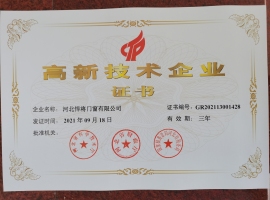 高新技术企业
证书
企业名称：河北伟祷门窗有限公司
证书编号：GR202113001428
发证时间：2021年09月18日
有效期：三年
批准机关：